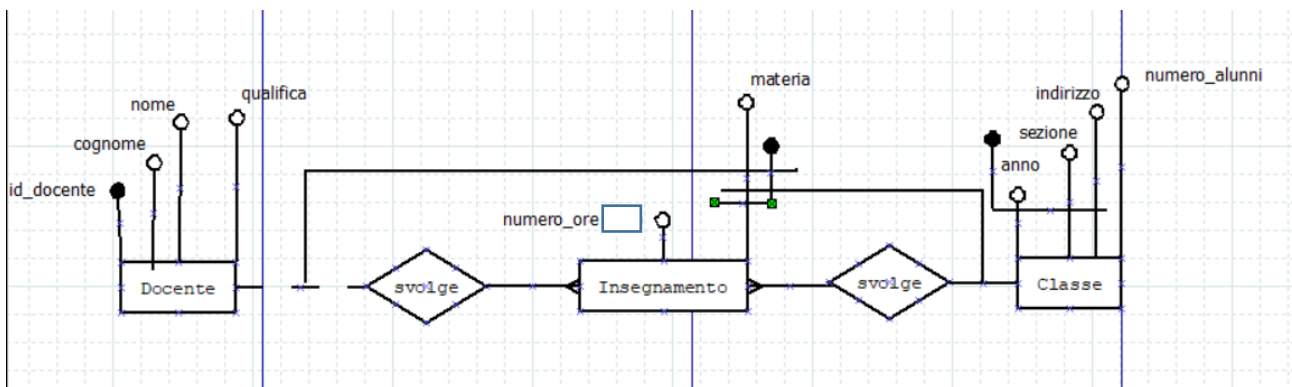 materia
numero_alunni
qualifica
indirizzo
nome
sezione
cognome
anno
id_docente
numero_ore
Docente
svolge
Insegnamento
svolge
Classe